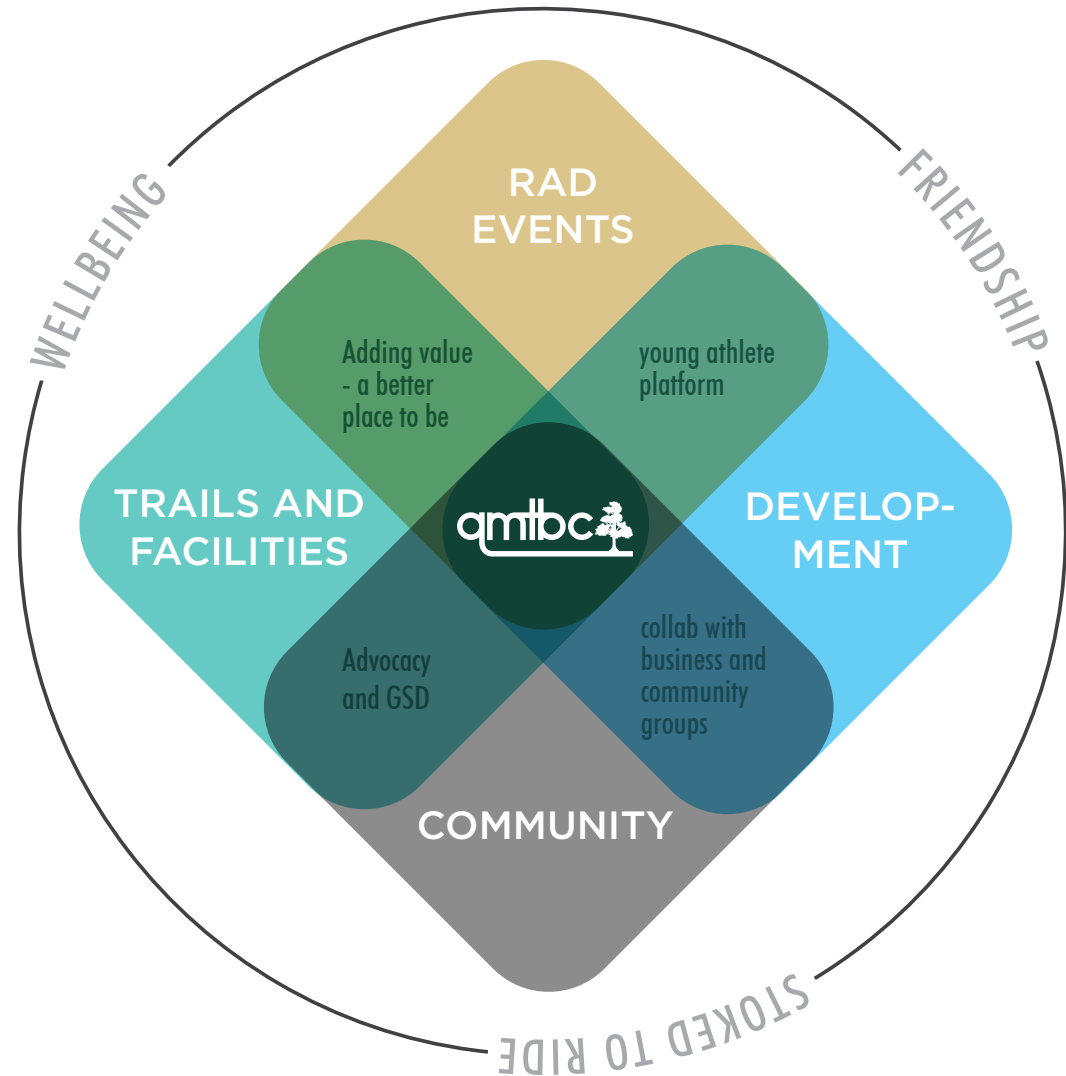 WELLBEING
FRIENDSHIP
RAD
EVENTS
Adding value
- a better
place to be
young athlete
platform
TRAILS AND
FACILITIES
qmtbc
DEVELOP-
MENT
Advocacy
and GSD
collab with
business and
community
groups
COMMUNITY
STOKED TO RIDE